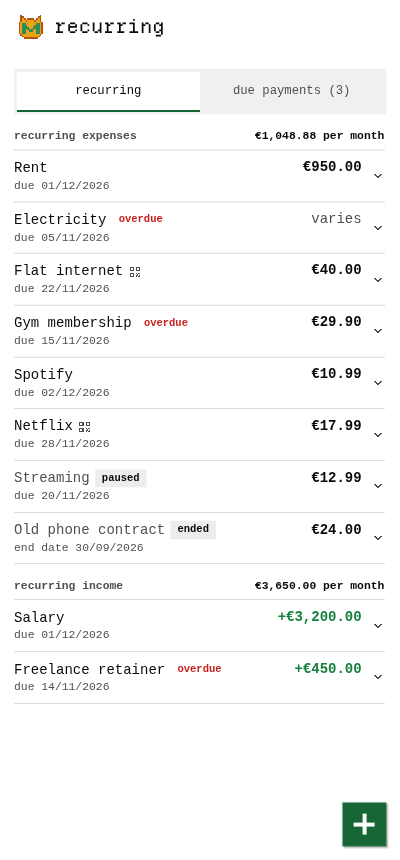 recurring
recurring
due payments (3)
recurring expenses €1,048.88 per month
Rent €950.00
due 01/12/2026
Electricity overdue varies
due 05/11/2026
Flat internet €40.00
due 22/11/2026
Gym membership overdue €29.90
due 15/11/2026
Spotify €10.99
due 02/12/2026
Netflix €17.99
due 28/11/2026
Streaming paused €12.99
due 20/11/2026
Old phone contract ended €24.00
end date 30/09/2026
recurring income €3,650.00 per month
Salary +€3,200.00
due 01/12/2026
Freelance retainer overdue +€450.00
due 14/11/2026